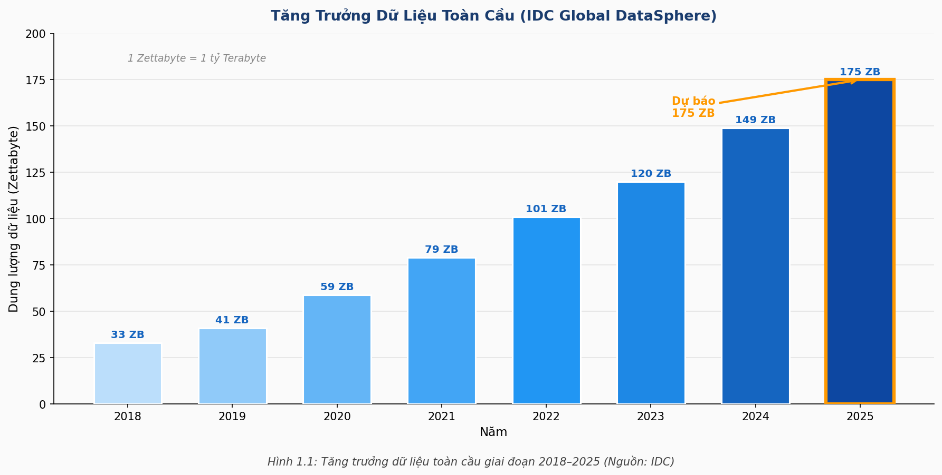 Tăng Trưởng Dữ Liệu Toàn Cầu (IDC Global DataSphere)
200
1 Zettabyte = 1 tỷ Terabyte
175 ZB
175
Dự báo
175 ZB
150
149 ZB
125
120 ZB
101 ZB
100
79 ZB
75
59 ZB
50
41 ZB
33 ZB
25
0
Dung lượng dữ liệu (Zettabyte)
2018 2019 2020 2021 2022 2023 2024 2025
Năm
Hình 1.1: Tăng trưởng dữ liệu toàn cầu giai đoạn 2018–2025 (Nguồn: IDC)